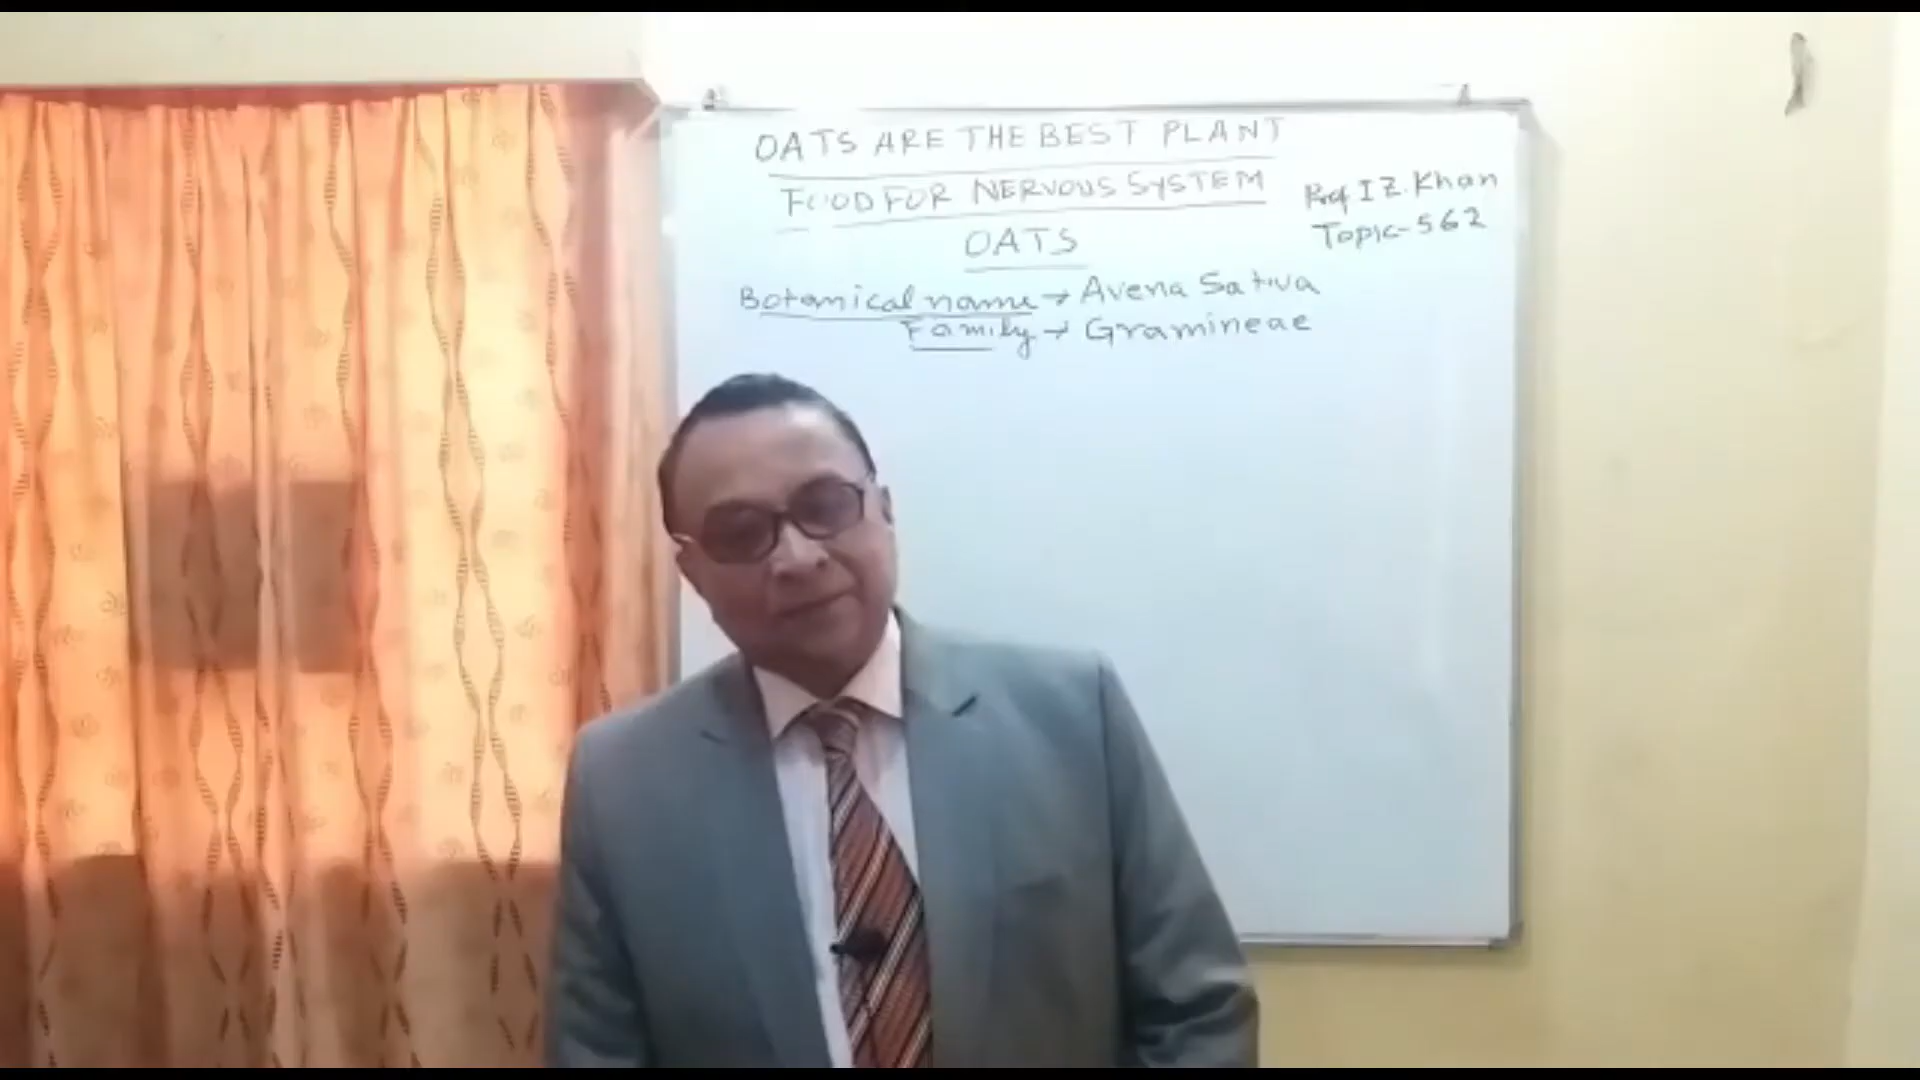 OATS ARE THE BEST PLANT
FOOD FOR NERVOUS SYSTEM
Prof I Z. Khan
Topic-562
OATS
Botanical name → Avena Sativa
Family → Gramineae